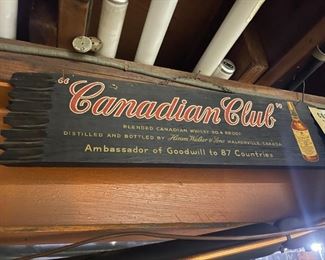 "Canadian Club"
BLENDED CANADIAN WHISKY 90.4 PROOF
DISTILLED AND BOTTLED BY Hiram Walker & Sons WALKERVILLE, CANADA
Ambassador of Goodwill to 87 Countries